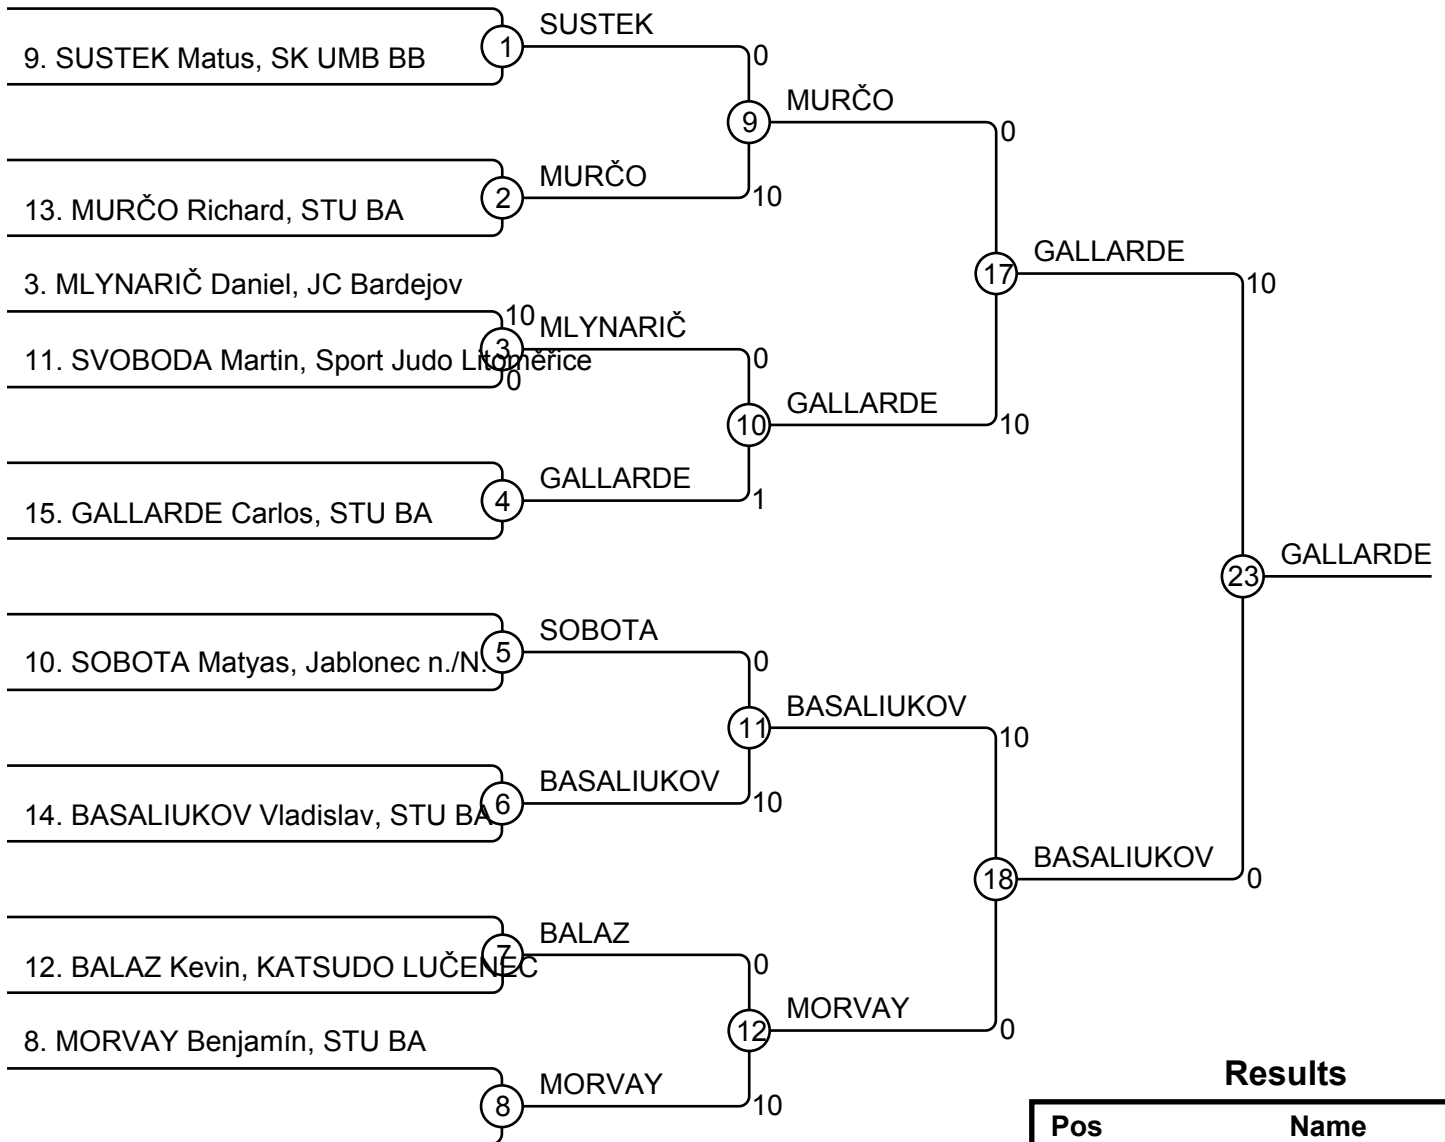 SUSTEK
9. SUSTEK Matus, SK UMB BB
1
0
MURČO
9
0
13. MURČO Richard, STU BA
2
MURČO
10
GALLARDE
17
10
3. MLYNARIČ Daniel, JC Bardejov
10
MLYNARIČ
3
11. SVOBODA Martin, Sport Judo Litoměřice
0
0
GALLARDE
10
10
GALLARDE
15. GALLARDE Carlos, STU BA
4
1
GALLARDE
23
SOBOTA
10. SOBOTA Matyas, Jablonec n./N.
5
0
BASALIUKOV
11
10
BASALIUKOV
14. BASALIUKOV Vladislav, STU BA
6
10
BASALIUKOV
18
0
BALAZ
12. BALAZ Kevin, KATSUDO LUČENEC
7
0
MORVAY
12
0
8. MORVAY Benjamín, STU BA
MORVAY
8
10
Results
Pos Name